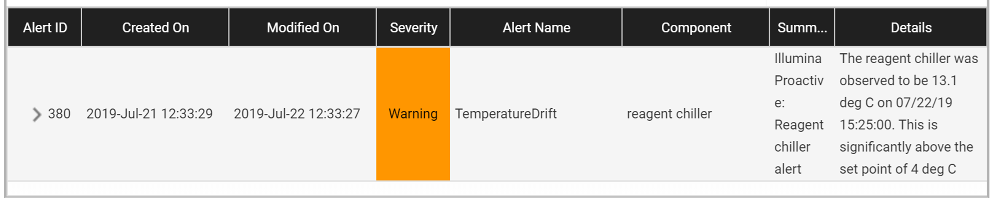 Alert ID Created On Modified On Severity Alert Name Component Summ... Details
380 2019-Jul-21 12:33:29 2019-Jul-22 12:33:27 Warning TemperatureDrift reagent chiller
Illumina
Proactiv
e:
Reagent
chiller
alert
The reagent chiller was
observed to be 13.1
deg C on 07/22/19
15:25:00. This is
significantly above the
set point of 4 deg C